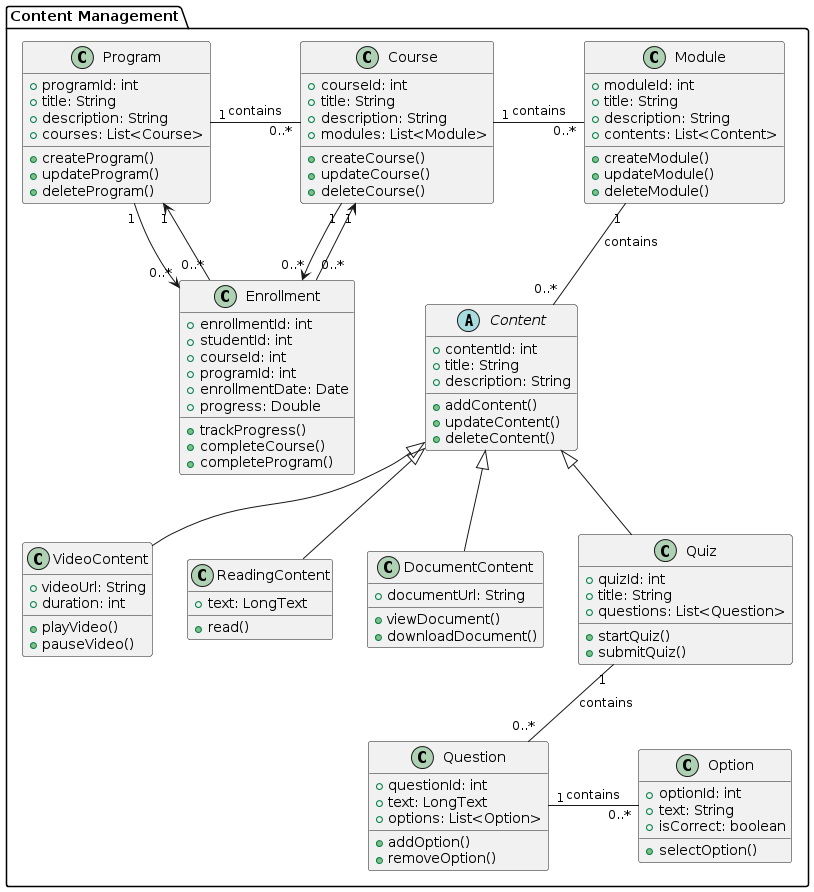 Content Management
C Program
programId: int
title: String
description: String
courses: List<Course>
createProgram()
updateProgram()
deleteProgram()
1 contains 0..*
C Course
courseId: int
title: String
description: String
modules: List<Module>
createCourse()
updateCourse()
deleteCourse()
1 contains 0..*
C Module
moduleId: int
title: String
description: String
contents: List<Content>
createModule()
updateModule()
deleteModule()
1
0..*
1
0..*
1
0..*
1
0..*
1
contains
0..*
C Enrollment
enrollmentId: int
studentId: int
courseId: int
programId: int
enrollmentDate: Date
progress: Double
trackProgress()
completeCourse()
completeProgram()
A Content
contentId: int
title: String
description: String
addContent()
updateContent()
deleteContent()
C VideoContent
videoUrl: String
duration: int
playVideo()
pauseVideo()
C ReadingContent
text: LongText
read()
C DocumentContent
documentUrl: String
viewDocument()
downloadDocument()
C Quiz
quizId: int
title: String
questions: List<Question>
startQuiz()
submitQuiz()
1
contains
0..*
C Question
questionId: int
text: LongText
options: List<Option>
addOption()
removeOption()
1 contains 0..*
C Option
optionId: int
text: String
isCorrect: boolean
selectOption()